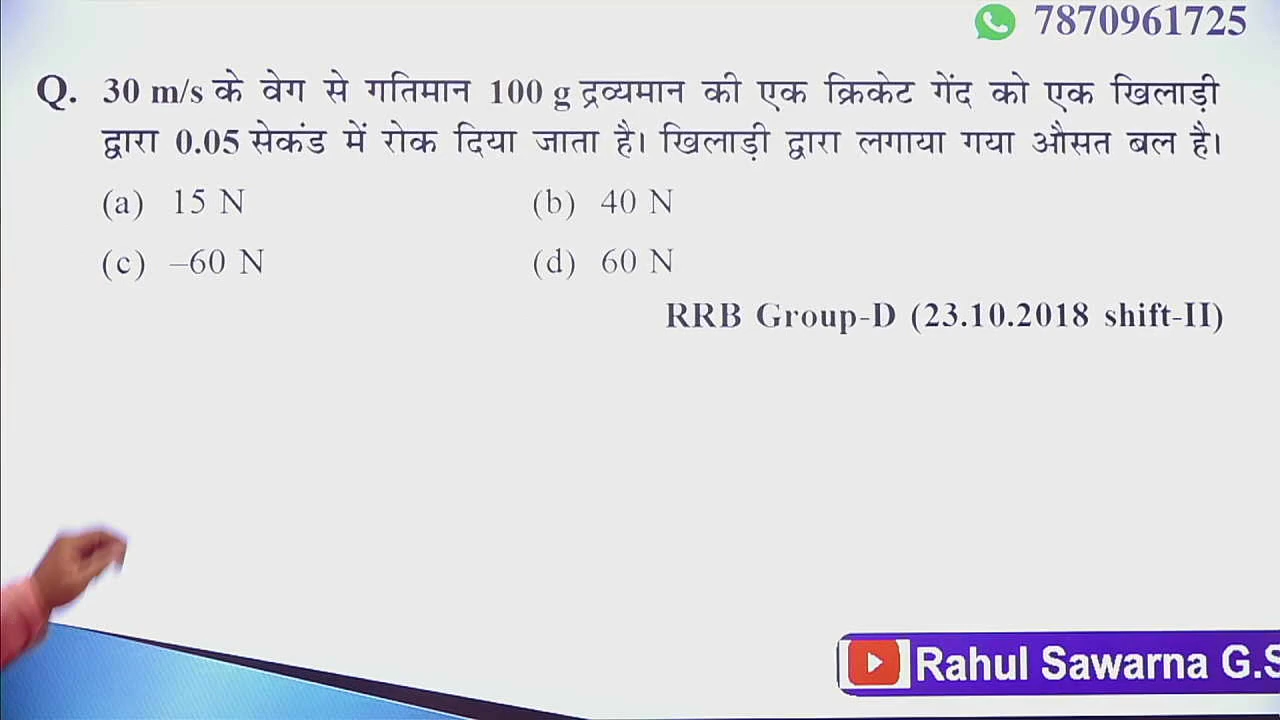 7870961725
Q. 30 m/s के वेग से गतिमान 100 g द्रव्यमान की एक क्रिकेट गेंद को एक खिलाड़ी
द्वारा 0.05 सेकंड में रोक दिया जाता है। खिलाड़ी द्वारा लगाया गया औसत बल है।
(a) 15 N (b) 40 N
(c) –60 N (d) 60 N
RRB Group-D (23.10.2018 shift-II)
Rahul Sawarna G.S